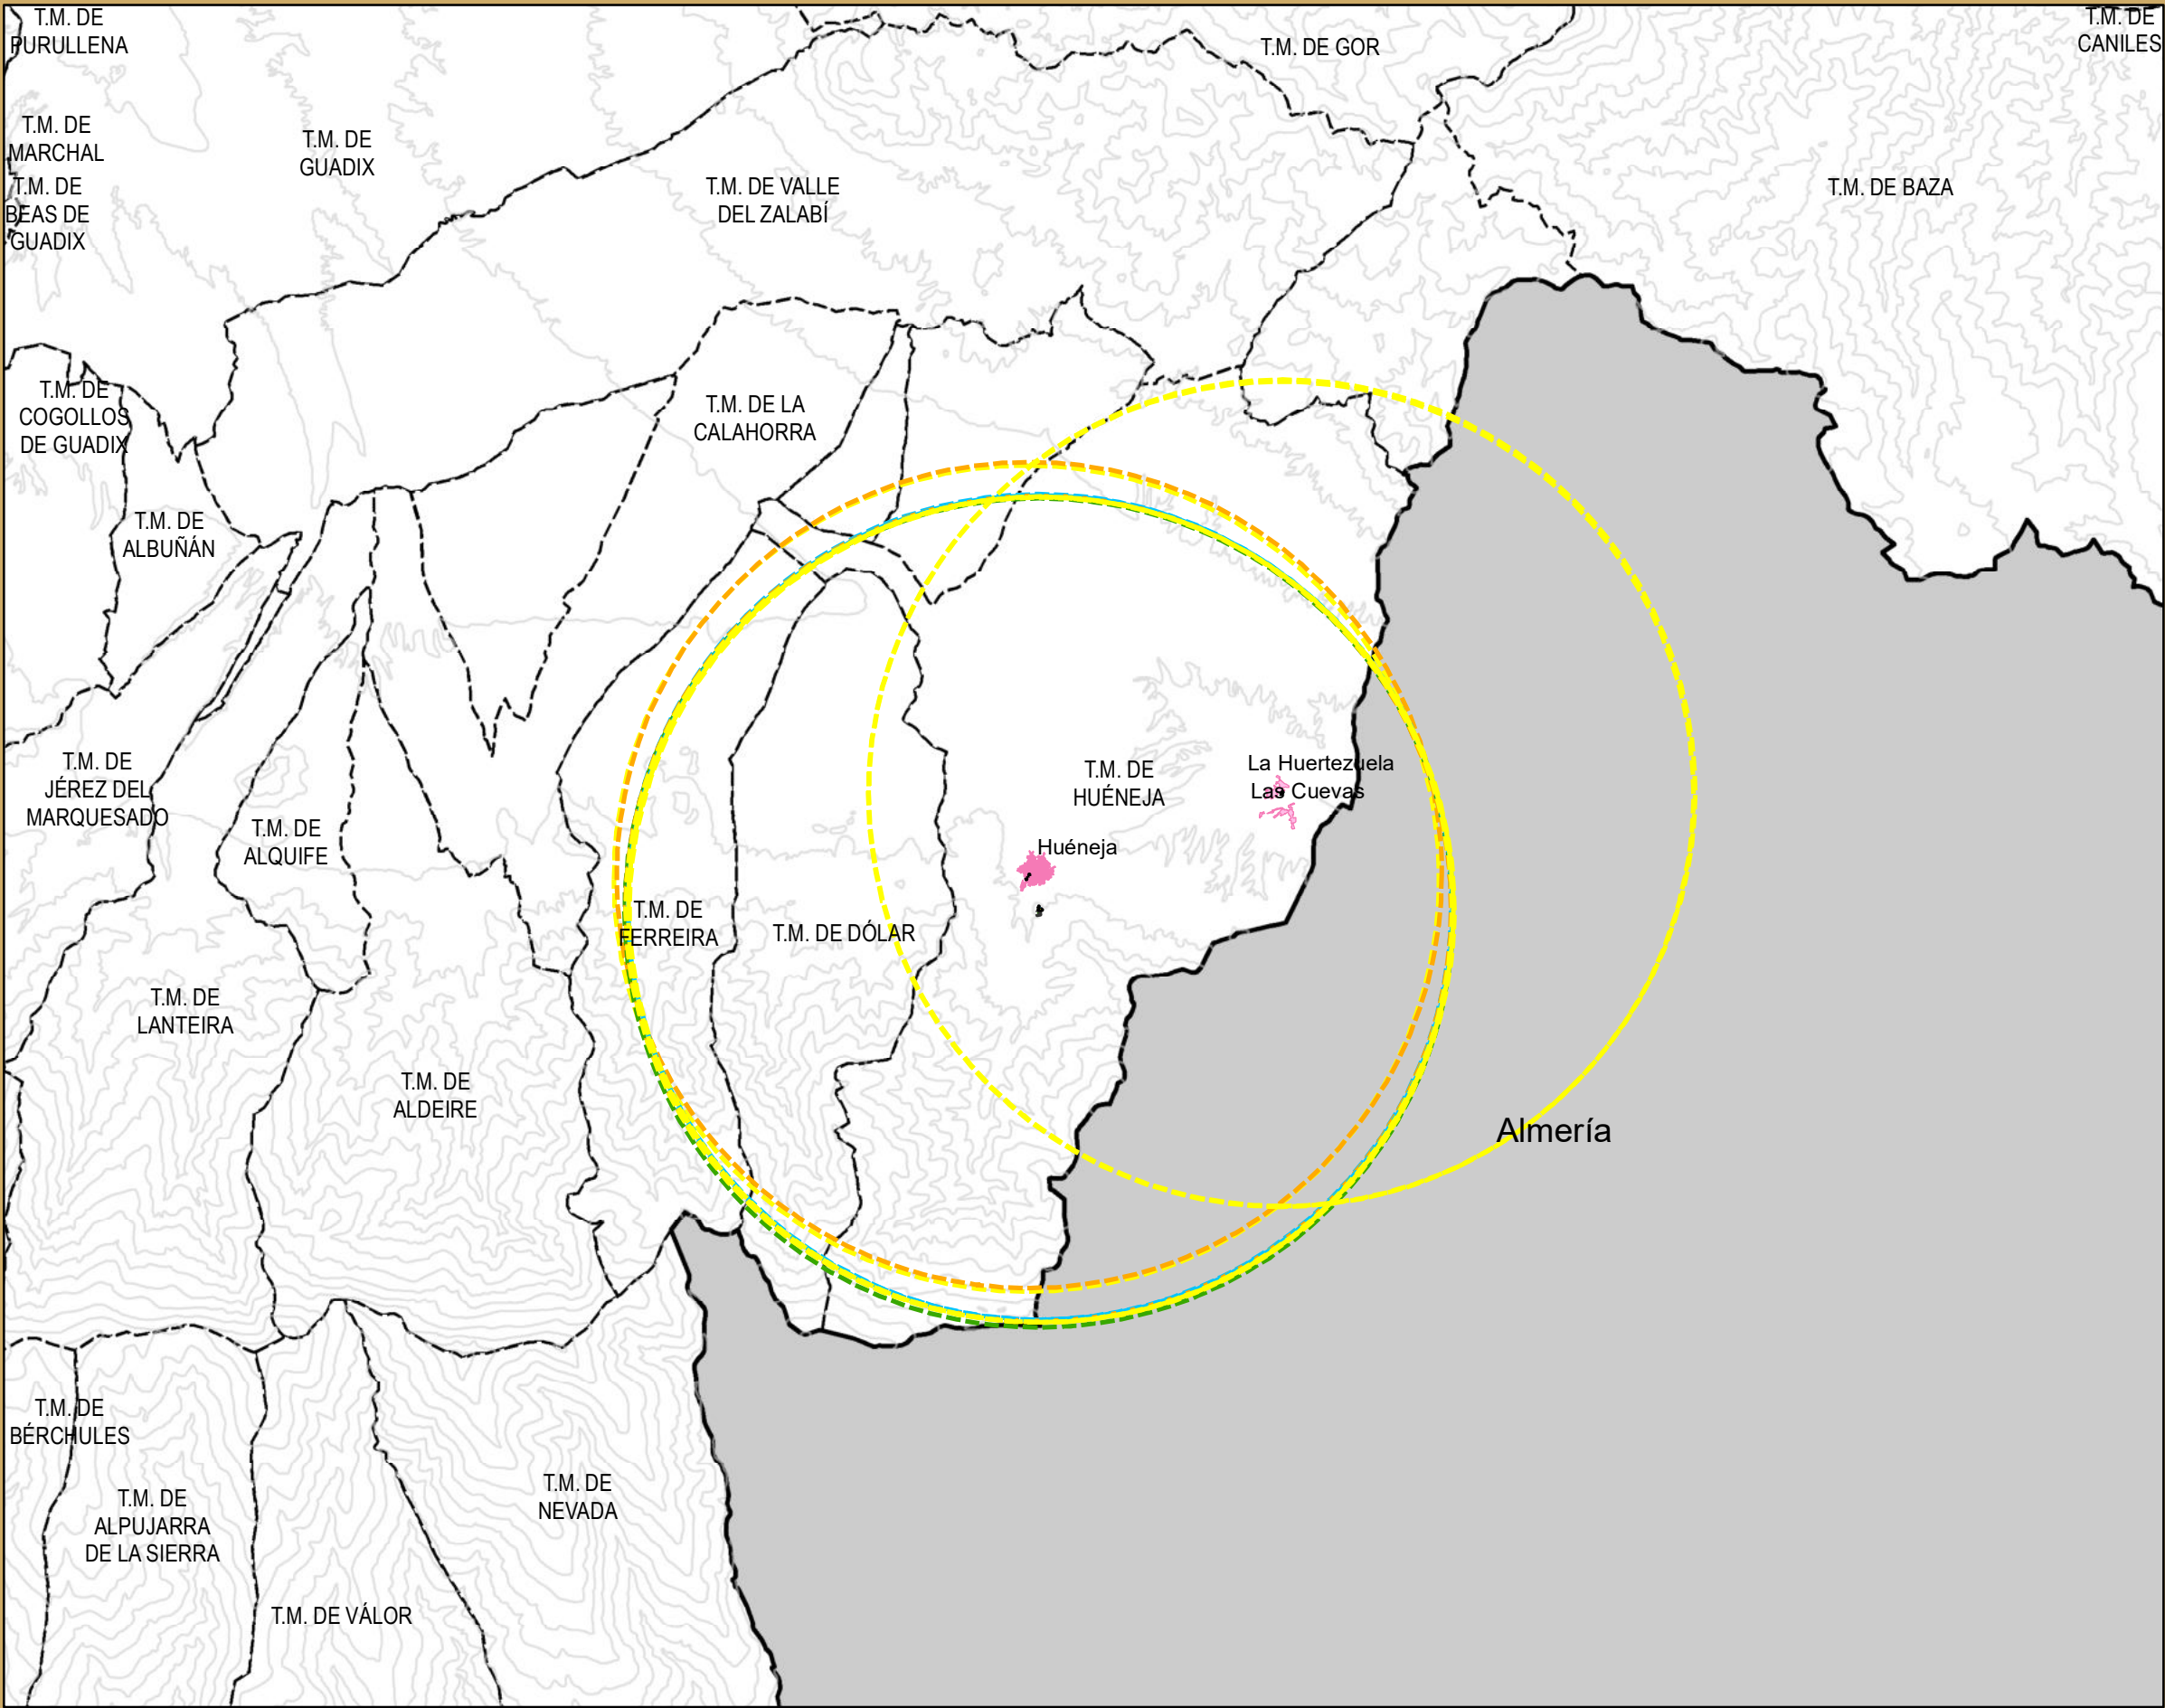 T.M. DE
PURULLENA
T.M. DE GOR
T.M. DE
CANILES
T.M. DE
MARCHAL
T.M. DE
GUADIX
T.M. DE
BEAS DE
GUADIX
T.M. DE VALLE
DEL ZALABÍ
T.M. DE BAZA
T.M. DE
COGOLLOS
DE GUADIX
T.M. DE LA
CALAHORRA
T.M. DE
ALBUÑÁN
T.M. DE
JÉREZ DEL
MARQUESADO
T.M. DE
HUÉNEJA
La Huertezuela
Las Cuevas
T.M. DE
ALQUIFE
Huéneja
T.M. DE
FERREIRA
T.M. DE DÓLAR
T.M. DE
LANTEIRA
T.M. DE
ALDEIRE
Almería
T.M. DE
BÉRCHULES
T.M. DE
ALPUJARRA
DE LA SIERRA
T.M. DE
NEVADA
T.M. DE VÁLOR